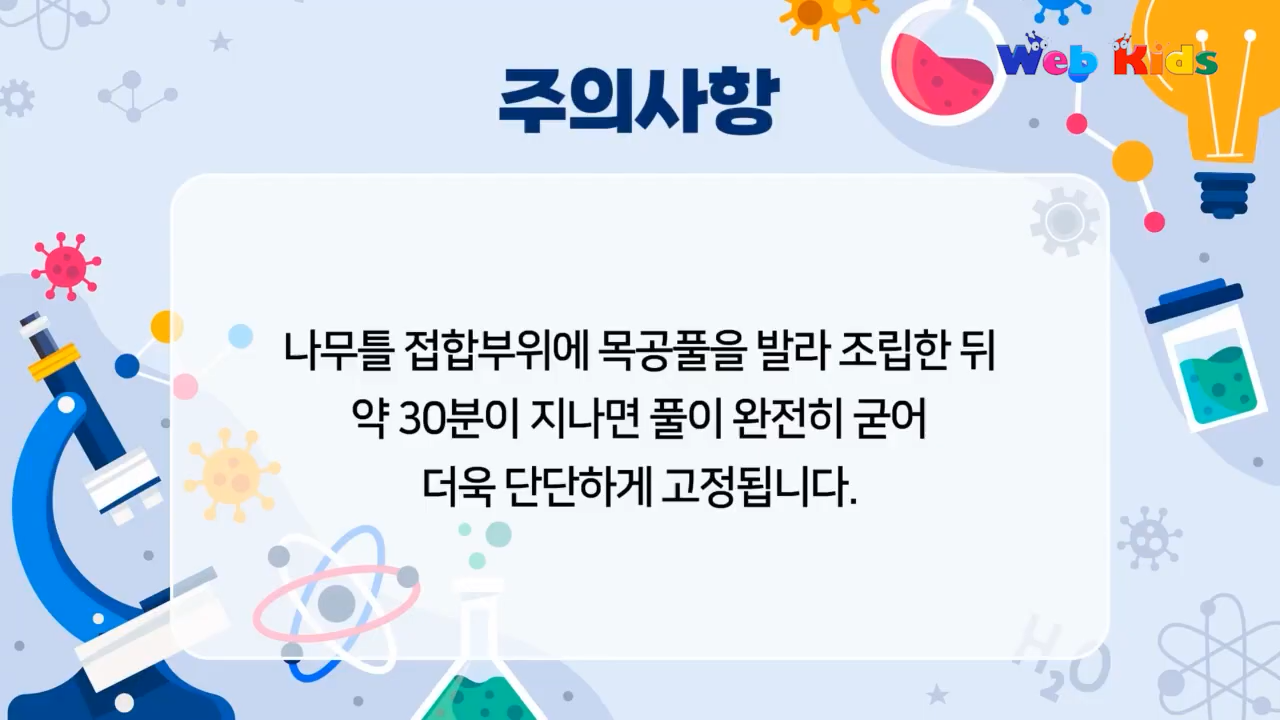 Web Kids
주의사항
나무틀 접합부위에 목공풀을 발라 조립한 뒤
약 30분이 지나면 풀이 완전히 굳어
더욱 단단하게 고정됩니다.
H2O